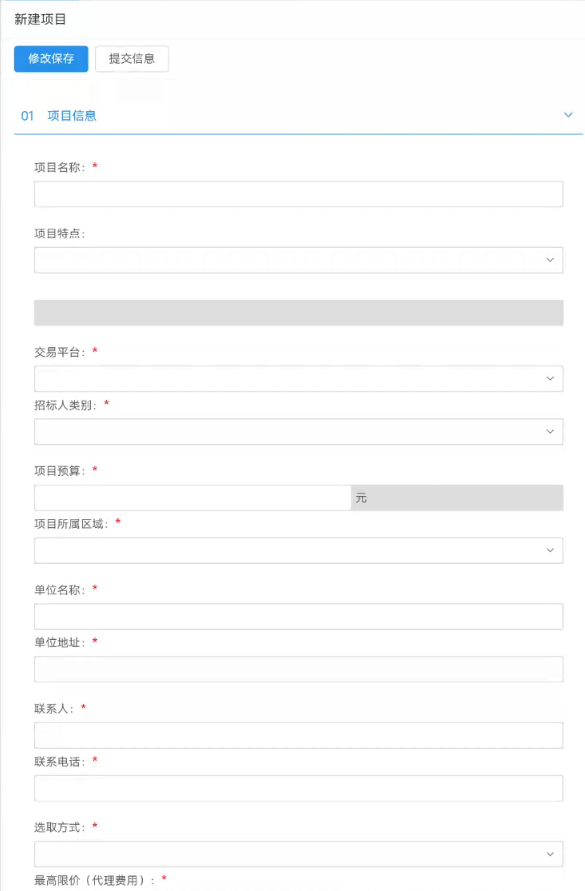 新建项目
修改保存 提交信息
01 项目信息
项目名称: *
项目特点:
交易平台: *
招标人类别: *
项目预算: *
元
项目所属区域: *
单位名称: *
单位地址: *
联系人: *
联系电话: *
选取方式: *
最高限价（代理费用）: *